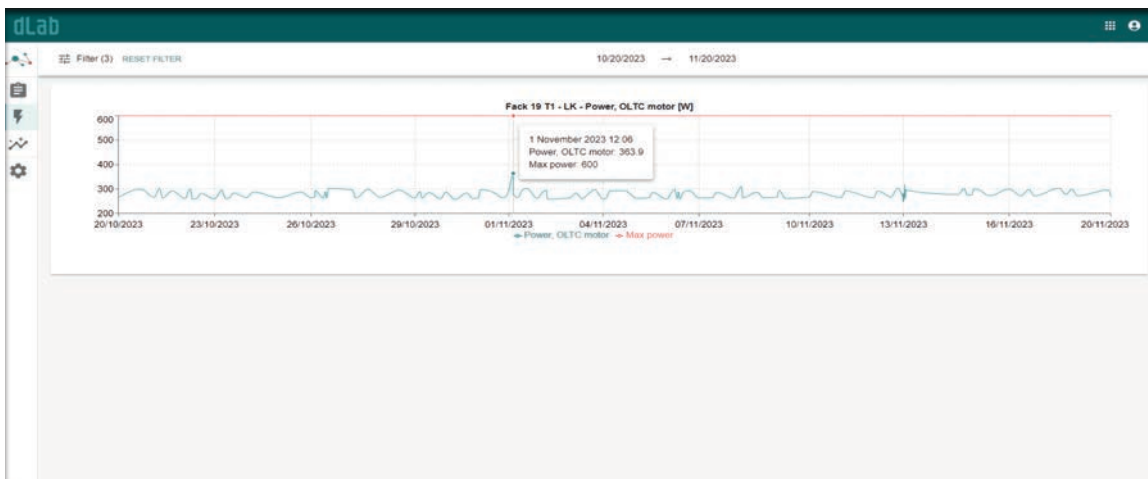 dLab
Filter (3) RESET FILTER 10/20/2023 → 11/20/2023
Fack 19 T1 - LK - Power, OLTC motor [W]
600
500
400
300
200
1 November 2023 12:06
Power, OLTC motor: 363.9
Max power: 600
20/10/2023 23/10/2023 26/10/2023 29/10/2023 01/11/2023 04/11/2023 07/11/2023 10/11/2023 13/11/2023 16/11/2023 20/11/2023
Power, OLTC motor Max power